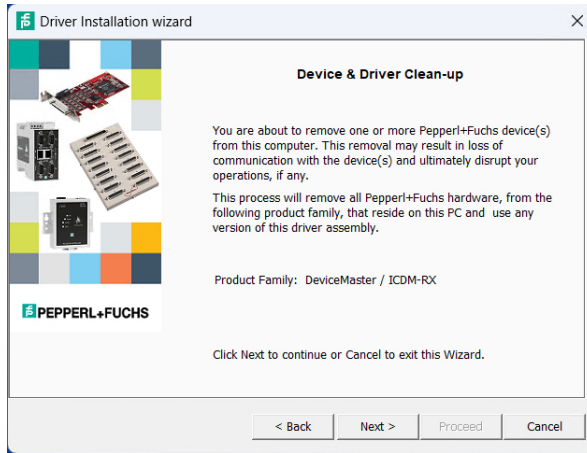 Driver Installation wizard
Device & Driver Clean-up
You are about to remove one or more Pepperl+Fuchs device(s)
from this computer. This removal may result in loss of
communication with the device(s) and ultimately disrupt your
operations, if any.
This process will remove all Pepperl+Fuchs hardware, from the
following product family, that reside on this PC and use any
version of this driver assembly.
Product Family: DeviceMaster / ICDM-RX
PEPPERL+FUCHS
Click Next to continue or Cancel to exit this Wizard.
< Back
Next >
Proceed
Cancel